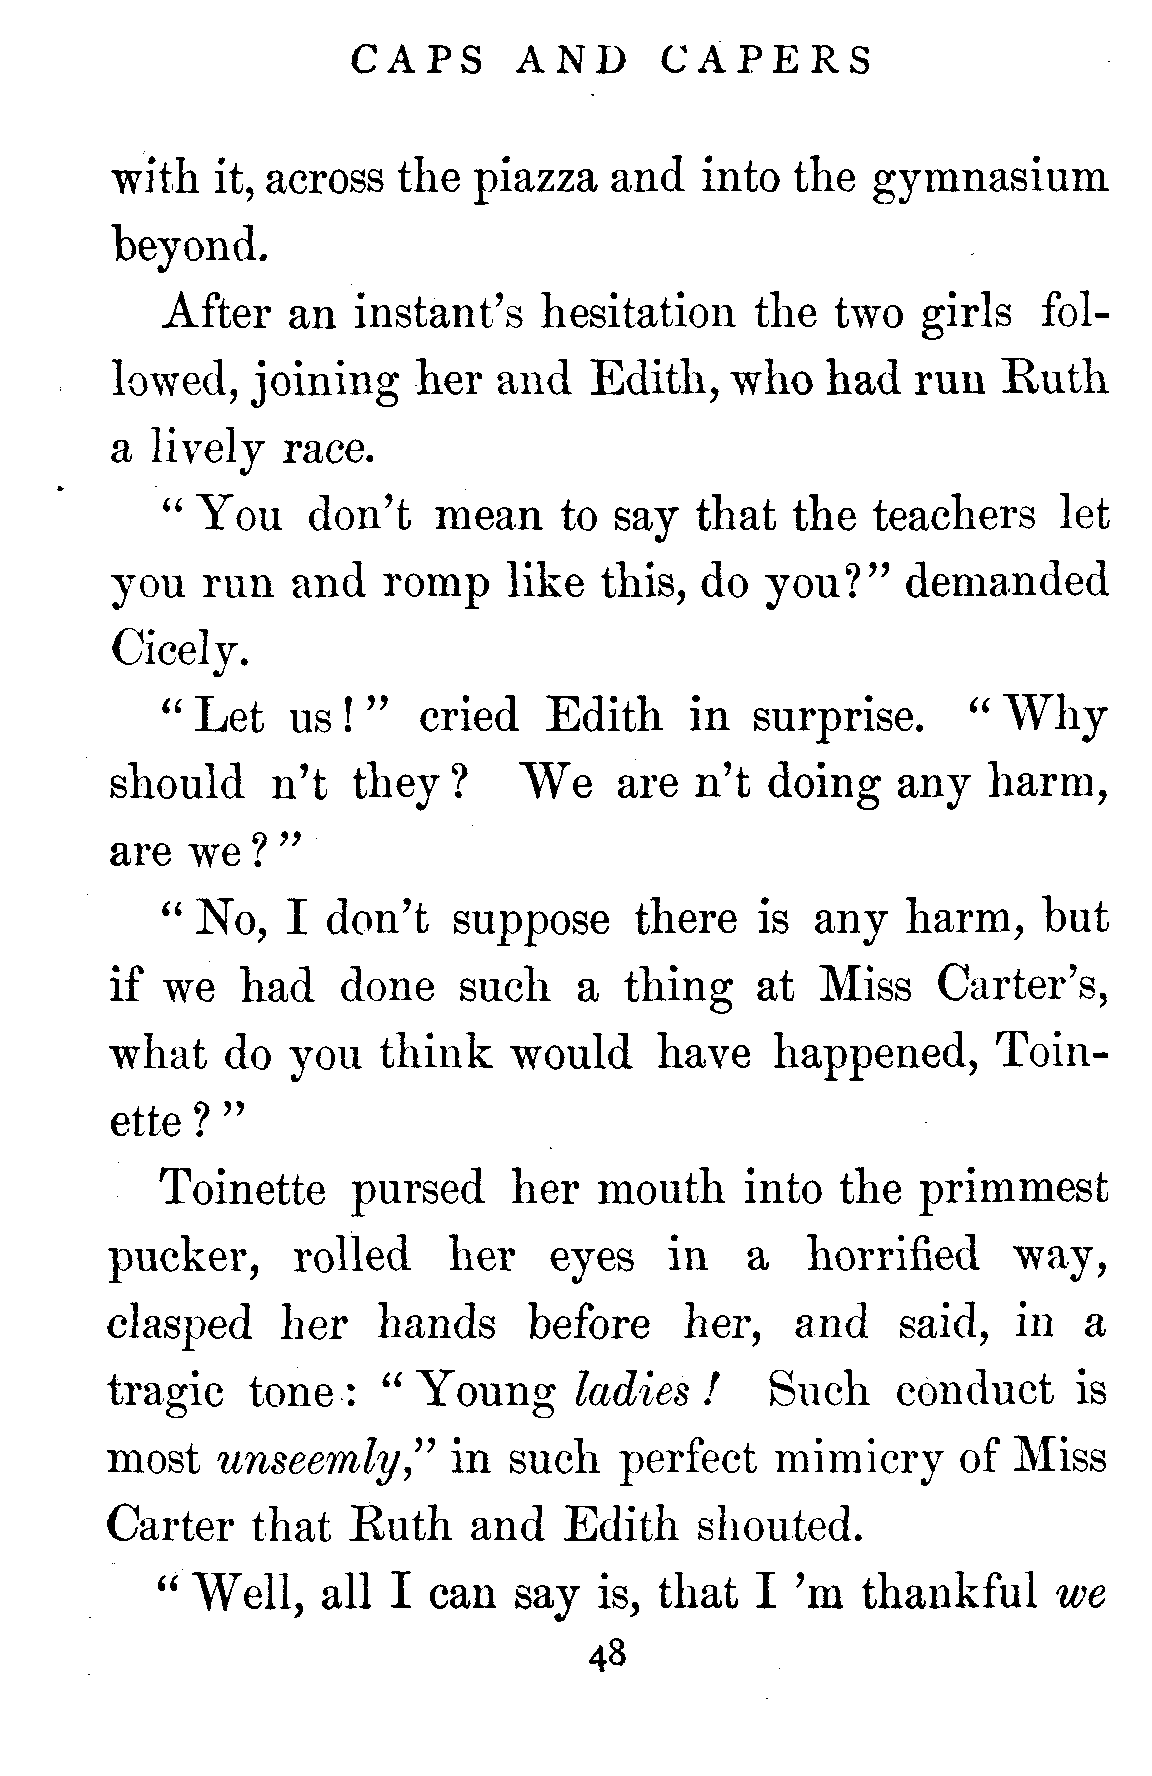 CAPS AND CAPERS
with it, across the piazza and into the gymnasium
beyond.
After an instant's hesitation the two girls fol-
lowed, joining her and Edith, who had run Ruth
a lively race.
" You don't mean to say that the teachers let
you run and romp like this, do you?" demanded
Cicely.
" Let us ! " cried Edith in surprise. " Why
should n't they ? We are n't doing any harm,
are we ? "
" No, I don't suppose there is any harm, but
if we had done such a thing at Miss Carter's,
what do you think would have happened, Toin-
ette ? "
Toinette pursed her mouth into the primmest
pucker, rolled her eyes in a horrified way,
clasped her hands before her, and said, in a
tragic tone : " Young ladies ! Such conduct is
most unseemly," in such perfect mimicry of Miss
Carter that Ruth and Edith shouted.
" Well, all I can say is, that I 'm thankful we
48